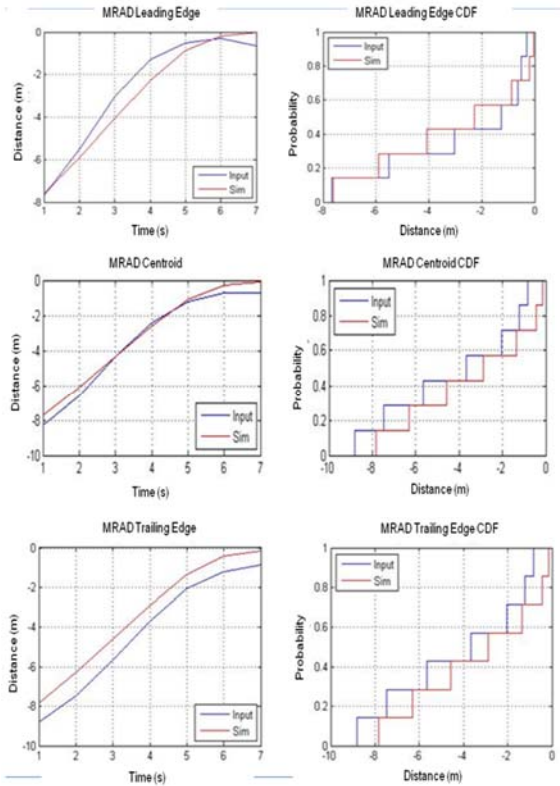 MRAD Leading Edge
Distance (m)
0
-2
-4
-6
-8
1 2 3 4 5 6 7
Input
Sim
Time (s)
MRAD Leading Edge CDF
Probability
1
0.8
0.6
0.4
0.2
0
-8 -6 -4 -2 0
Input
Sim
Distance (m)
MRAD Centroid
Distance (m)
0
-2
-4
-6
-8
-10
1 2 3 4 5 6 7
Input
Sim
Time (s)
MRAD Centroid CDF
Probability
1
0.8
0.6
0.4
0.2
0
-10 -8 -6 -4 -2 0
Input
Sim
Distance (m)
MRAD Trailing Edge
Distance (m)
0
-2
-4
-6
-8
-10
1 2 3 4 5 6 7
Input
Sim
Time (s)
MRAD Trailing Edge CDF
Probability
1
0.8
0.6
0.4
0.2
0
-10 -8 -6 -4 -2 0
Input
Sim
Distance (m)